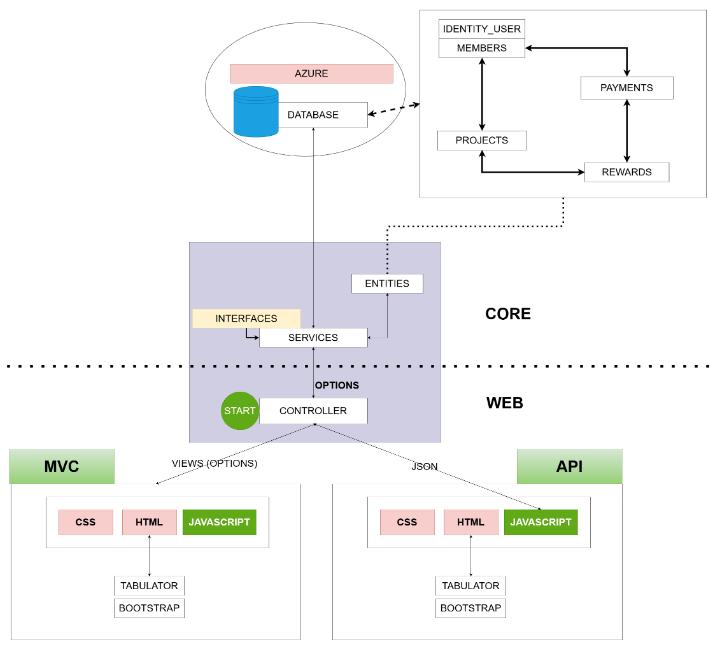 IDENTITY_USER
MEMBERS
AZURE
PAYMENTS
DATABASE
PROJECTS
REWARDS
ENTITIES
CORE
INTERFACES
SERVICES
OPTIONS
WEB
START
CONTROLLER
MVC
VIEWS (OPTIONS)
JSON
API
CSS
HTML
JAVASCRIPT
CSS
HTML
JAVASCRIPT
TABULATOR
BOOTSTRAP
TABULATOR
BOOTSTRAP